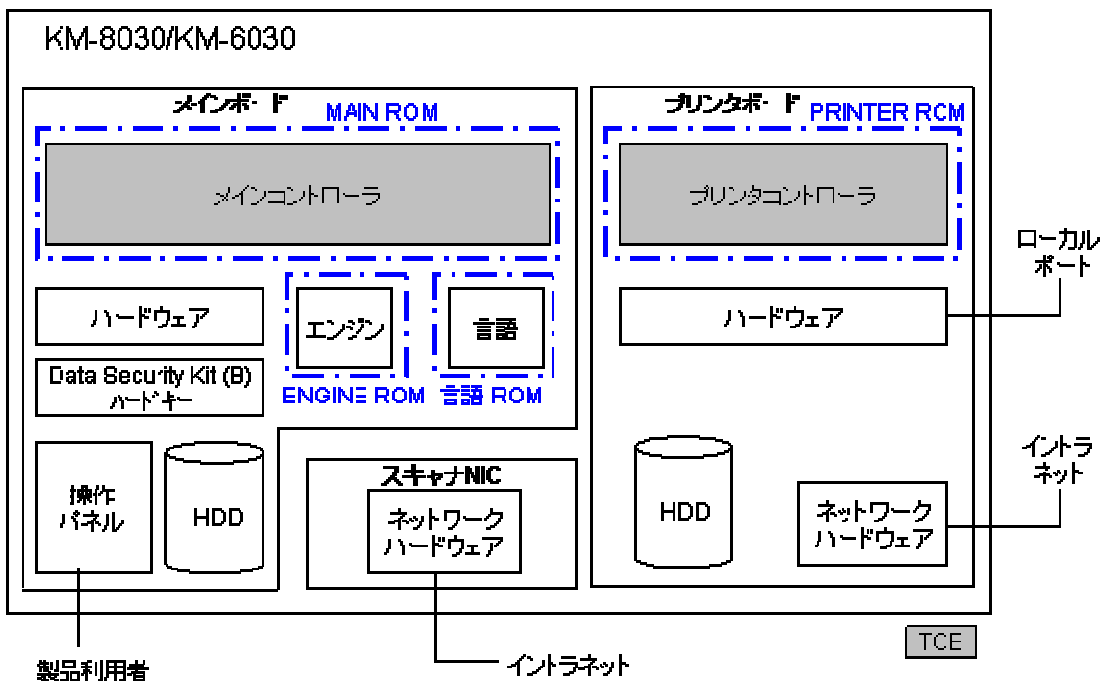 KM-8030/KM-6030
メインボード
MAIN ROM
メインコントローラ
ハードウェア
エンジン
ENGINE ROM
言語
言語 ROM
Data Security Kit (B)
ハードキー
操作
パネル
HDD
スキャナNIC
ネットワーク
ハードウェア
プリンタボード
PRINTER ROM
プリンタコントローラ
ハードウェア
HDD
ネットワーク
ハードウェア
ローカル
ポート
イントラ
ネット
TCE
製品利用者
イントラネット